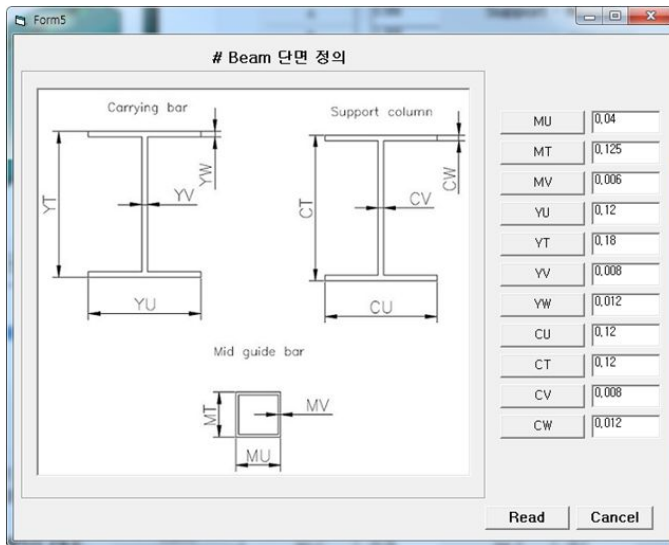 Form5
# Beam 단면 정의
Carrying bar
Support column
YW
CW
YT
YV
CT
CV
YU
CU
Mid guide bar
MT
MV
MU
MU 0,04
MT 0,125
MV 0,006
YU 0,12
YT 0,18
YV 0,008
YW 0,012
CU 0,12
CT 0,12
CV 0,008
CW 0,012
Read Cancel